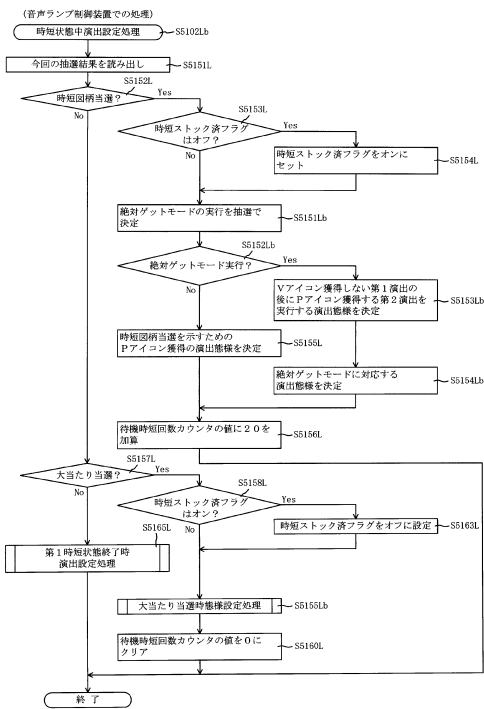 (音声ランプ制御装置での処理)
時短状態中演出設定処理
S5102Lb
今回の抽選結果を読み出し
S5151L
S5152L
時短図柄当選?
Yes
No
S5153L
時短ストック済フラグ
はオフ?
Yes
No
時短ストック済フラグをオンに
セット
S5154L
絶対ゲットモードの実行を抽選で
決定
S5151Lb
S5152Lb
絶対ゲットモード実行?
Yes
No
Vアイコン獲得しない第1演出の
後にPアイコン獲得する第2演出を
実行する演出態様を決定
S5153Lb
時短図柄当選を示すための
Pアイコン獲得の演出態様を決定
S5155L
絶対ゲットモードに対応する
演出態様を決定
S5154Lb
待機時短回数カウンタの値に20を
加算
S5156L
S5157L
大当たり当選?
Yes
No
S5158L
時短ストック済フラグ
はオン?
Yes
No
時短ストック済フラグをオフに設定
S5163L
S5165L
第1時短状態終了時
演出設定処理
大当たり当選時態様設定処理
S5155Lb
待機時短回数カウンタの値を0に
クリア
S5160L
終了